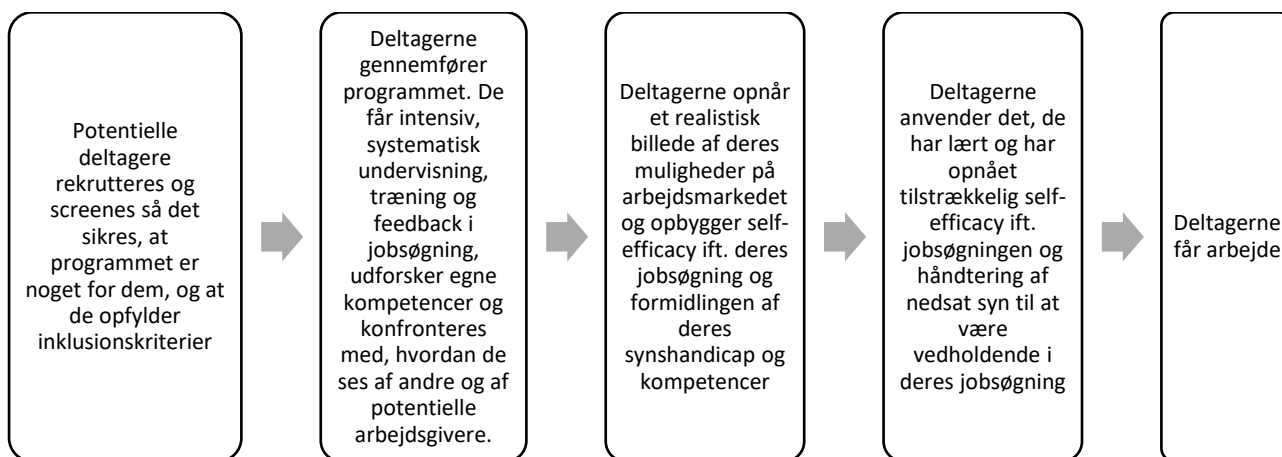 Potentielle
deltagere
rekrutteres og
screenes så det
sikres, at
programmet er
noget for dem, og at
de opfylder
inklusionskriterier
Deltagerne
gennemfører
programmet. De
får intensiv,
systematisk
undervisning,
træning og
feedback i
jobsøgning,
udforsker egne
kompetencer og
konfronteres
med, hvordan de
ses af andre og af
potentielle
arbejdsgivere.
Deltagerne opnår
et realistisk
billede af deres
muligheder på
arbejdsmarkedet
og opbygger self-
efficacy ift. deres
jobsøgning og
formidlingen af
deres
synshandicap og
kompetencer
Deltagerne
anvender det, de
har lært og har
opnået
tilstrækkelig self-
efficacy ift.
jobsøgningen og
håndtering af
nedsat syn til at
være
vedholdende i
deres jobsøgning
Deltagerne
får arbejde